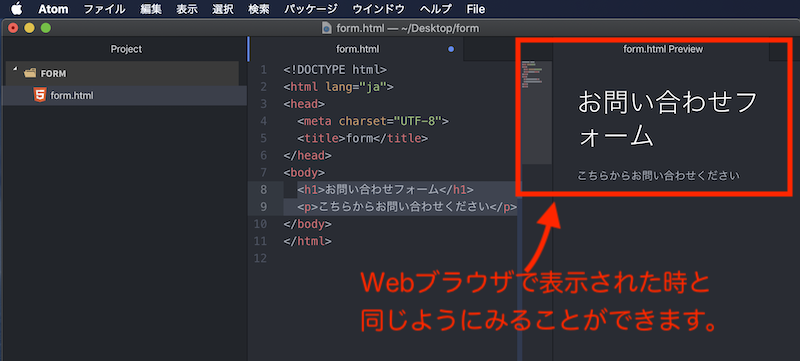 Atom ファイル 編集 表示 選択 検索 パッケージ ウインドウ ヘルプ File
form.html — ~/Desktop/form
Project
form.html
form.html Preview
FORM
form.html
1 <!DOCTYPE html>
2 <html lang="ja">
3 <head>
4 <meta charset="UTF-8">
5 <title>form</title>
6 </head>
7 <body>
8 <h1>お問い合わせフォーム</h1>
9 <p>こちらからお問い合わせください</p>
10 </body>
11 </html>
12
お問い合わせフ
ォーム
こちらからお問い合わせください
Webブラウザで表示された時と
同じようにみることができます。